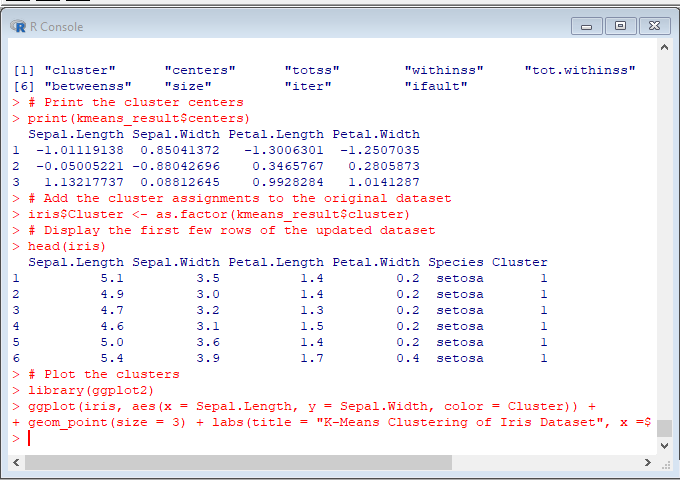 R Console
[1] "cluster"      "centers"      "totss"        "withinss"     "tot.withinss"
[6] "betweenss"    "size"         "iter"         "ifault"
> # Print the cluster centers
> print(kmeans_result$centers)
  Sepal.Length Sepal.Width Petal.Length Petal.Width
1  -1.01119138  0.85041372   -1.3006301  -1.2507035
2  -0.05005221 -0.88042696    0.3465767   0.2805873
3   1.13217737  0.08812645    0.9928284   1.0141287
> # Add the cluster assignments to the original dataset
> iris$Cluster <- as.factor(kmeans_result$cluster)
> # Display the first few rows of the updated dataset
> head(iris)
  Sepal.Length Sepal.Width Petal.Length Petal.Width Species Cluster
1          5.1         3.5          1.4         0.2  setosa       1
2          4.9         3.0          1.4         0.2  setosa       1
3          4.7         3.2          1.3         0.2  setosa       1
4          4.6         3.1          1.5         0.2  setosa       1
5          5.0         3.6          1.4         0.2  setosa       1
6          5.4         3.9          1.7         0.4  setosa       1
> # Plot the clusters
> library(ggplot2)
> ggplot(iris, aes(x = Sepal.Length, y = Sepal.Width, color = Cluster)) +
+ geom_point(size = 3) + labs(title = "K-Means Clustering of Iris Dataset", x =$
>